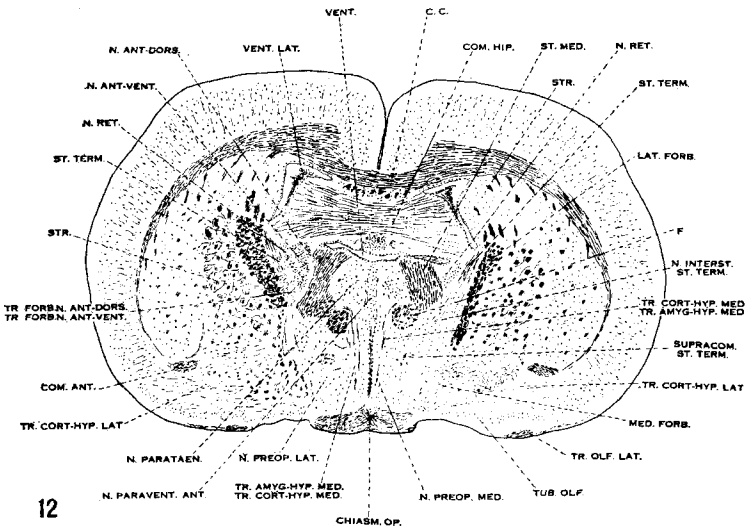 VENT.
C. C.
N. ANT-DORS.
VENT. LAT.
COM. HIP.
ST. MED.
N. RET.
N. ANT-VENT.
STR.
ST. TERM.
N. RET.
ST. TERM.
LAT. FORB.
STR.
F
N. INTERST.
ST. TERM.
TR. FORB.N. ANT-DORS.
TR. FORB.N. ANT-VENT.
TR. CORT-HYP. MED
TR. AMYG-HYP. MED
SUPRACOM.
ST. TERM.
COM. ANT.
TR. CORT-HYP. LAT
TR. CORT-HYP. LAT
MED. FORB.
N. PARATAEN.
N. PREOP. LAT.
TR. OLF. LAT.
N. PARAVENT. ANT.
TR. AMYG-HYP. MED.
TR. CORT-HYP. MED.
N. PREOP. MED.
TUB. OLF.
12
CHIASM. OP.